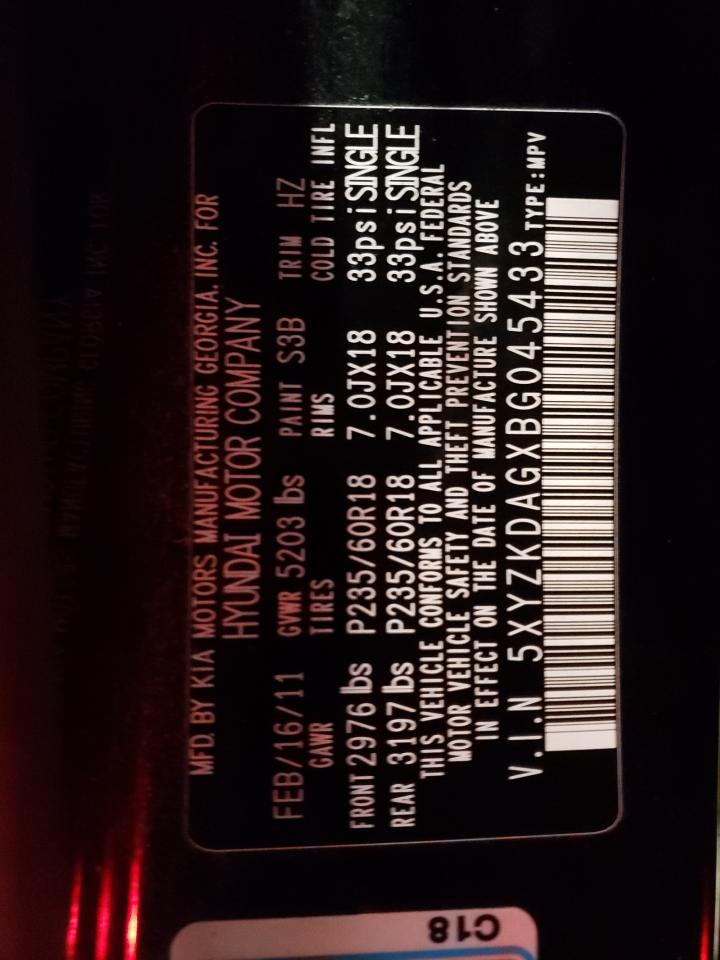 MFD. BY KIA MOTORS MANUFACTURING GEORGIA, INC. FOR
HYUNDAI MOTOR COMPANY
FEB/16/11 GVWR 5203 lbs PAINT S3B TRIM HZ
GAWR TIRES RIMS COLD TIRE INFL
FRONT 2976 lbs P235/60R18 7.0JX18 33psi SINGLE
REAR 3197 lbs P235/60R18 7.0JX18 33psi SINGLE
THIS VEHICLE CONFORMS TO ALL APPLICABLE U.S.A. FEDERAL
MOTOR VEHICLE SAFETY AND THEFT PREVENTION STANDARDS
IN EFFECT ON THE DATE OF MANUFACTURE SHOWN ABOVE
V.I.N 5XYZKDAGXBG045433 TYPE:MPV
C18